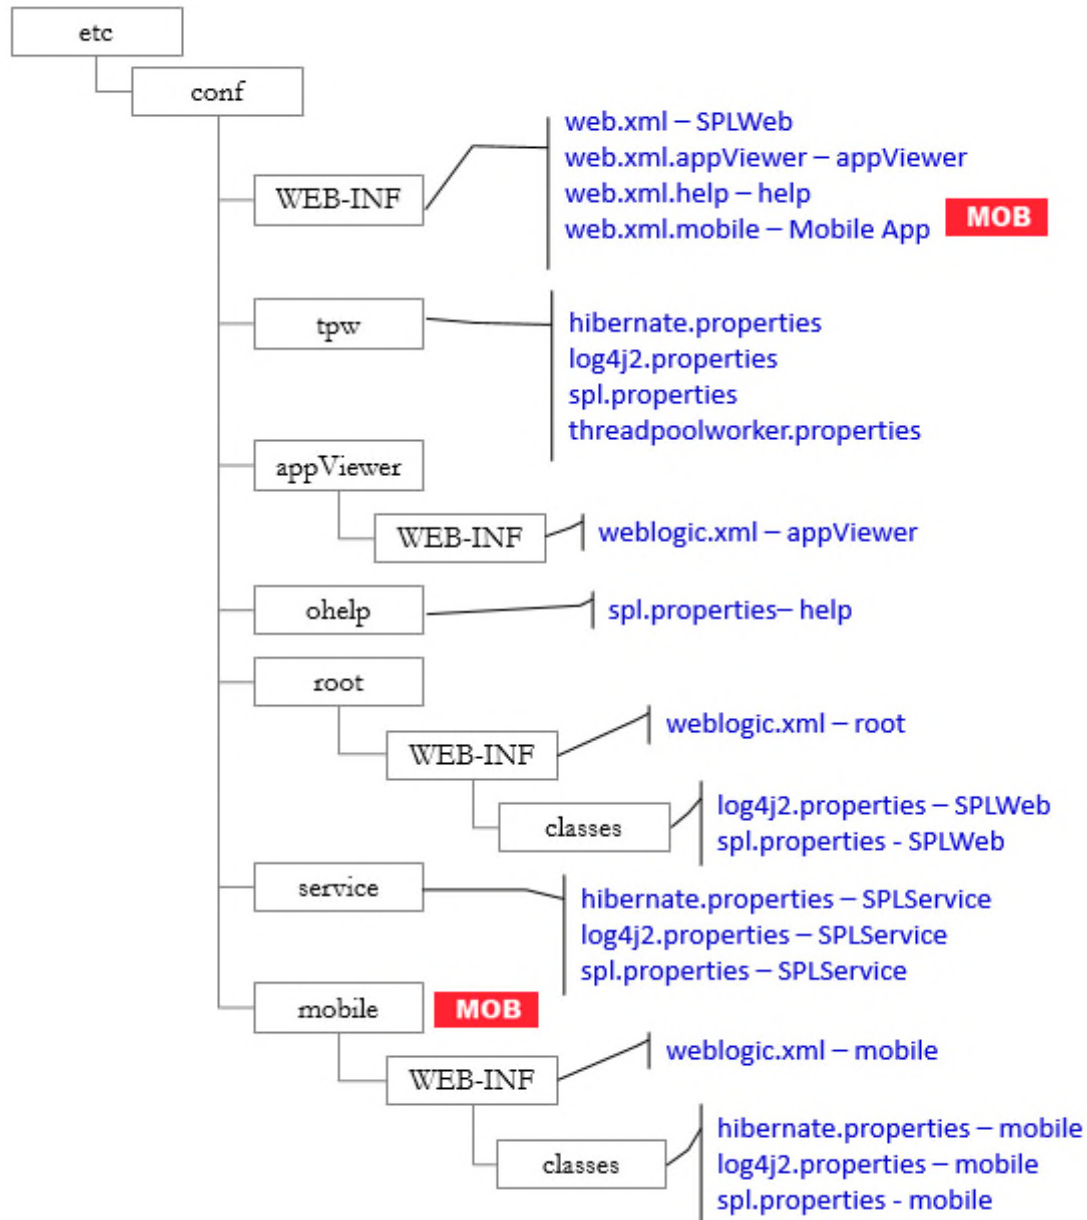 etc
conf
WEB-INF
web.xml – SPLWeb
web.xml.appViewer – appViewer
web.xml.help – help
web.xml.mobile – Mobile App
MOB
tpw
hibernate.properties
log4j2.properties
spl.properties
threadpoolworker.properties
appViewer
WEB-INF
weblogic.xml – appViewer
ohelp
spl.properties– help
root
WEB-INF
weblogic.xml – root
classes
log4j2.properties – SPLWeb
spl.properties - SPLWeb
service
hibernate.properties – SPLService
log4j2.properties – SPLService
spl.properties – SPLService
mobile
MOB
WEB-INF
weblogic.xml – mobile
classes
hibernate.properties – mobile
log4j2.properties – mobile
spl.properties - mobile